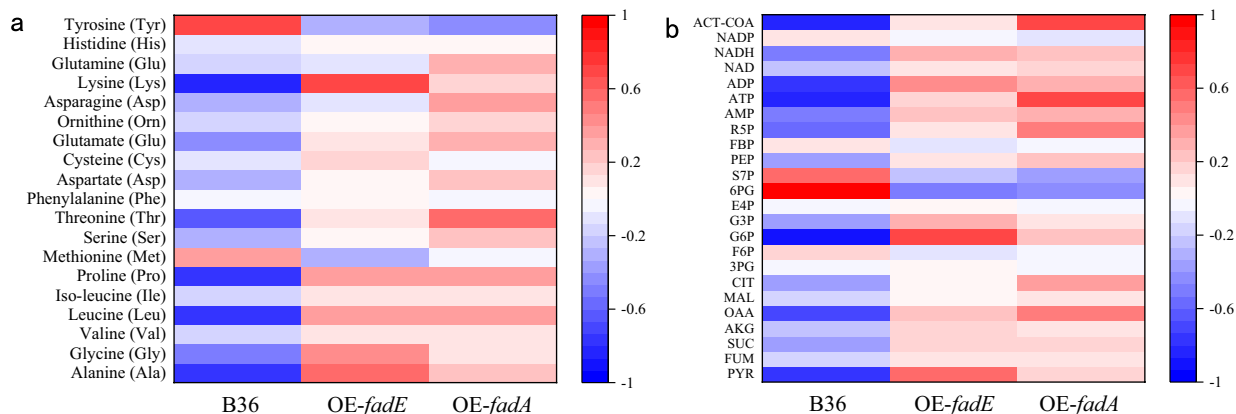 a
Tyrosine (Tyr)
Histidine (His)
Glutamine (Glu)
Lysine (Lys)
Asparagine (Asp)
Ornithine (Orn)
Glutamate (Glu)
Cysteine (Cys)
Aspartate (Asp)
Phenylalanine (Phe)
Threonine (Thr)
Serine (Ser)
Methionine (Met)
Proline (Pro)
Iso-leucine (Ile)
Leucine (Leu)
Valine (Val)
Glycine (Gly)
Alanine (Ala)
B36 OE-fadE OE-fadA
1
0.6
0.2
-0.2
-0.6
-1
b
ACT-COA
NADP
NADH
NAD
ADP
ATP
AMP
R5P
FBP
PEP
S7P
6PG
E4P
G3P
G6P
F6P
3PG
CIT
MAL
OAA
AKG
SUC
FUM
PYR
B36 OE-fadE OE-fadA
1
0.6
0.2
-0.2
-0.6
-1